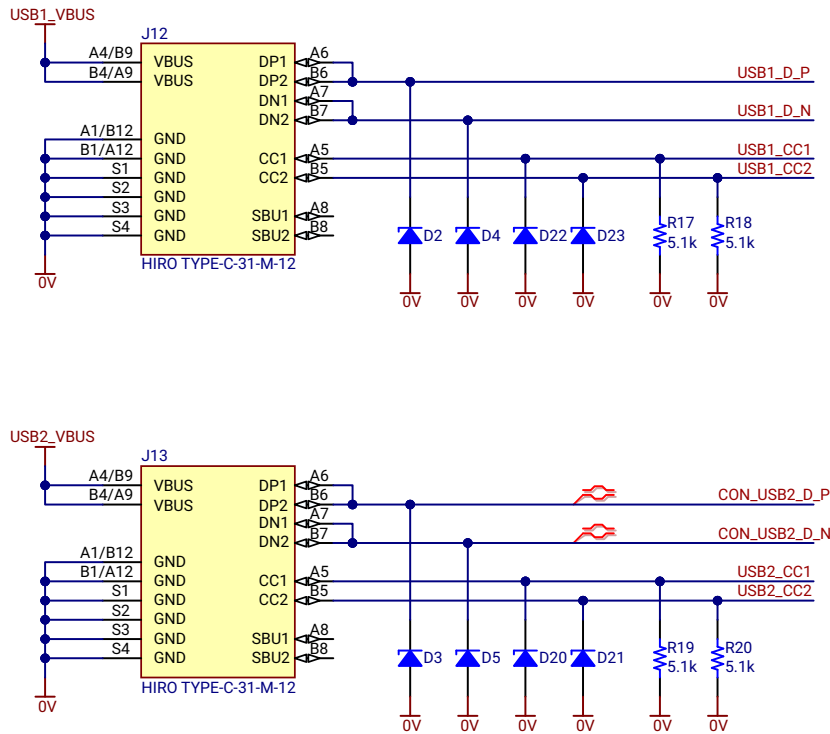 USB1_VBUS
J12
A4/B9 VBUS DP1 A6
B4/A9 VBUS DP2 B6 USB1_D_P
DN1 A7
DN2 B7 USB1_D_N
A1/B12 GND
B1/A12 GND CC1 A5 USB1_CC1
S1 GND CC2 B5 USB1_CC2
S2 GND
S3 GND SBU1 A8
S4 GND SBU2 B8
D2 D4 D22 D23 R17 R18
5.1k 5.1k
HIRO TYPE-C-31-M-12
0V
0V 0V 0V 0V 0V 0V
USB2_VBUS
J13
A4/B9 VBUS DP1 A6
B4/A9 VBUS DP2 B6 CON_USB2_D_P
DN1 A7
DN2 B7 CON_USB2_D_N
A1/B12 GND
B1/A12 GND CC1 A5 USB2_CC1
S1 GND CC2 B5 USB2_CC2
S2 GND
S3 GND SBU1 A8
S4 GND SBU2 B8
D3 D5 D20 D21 R19 R20
5.1k 5.1k
HIRO TYPE-C-31-M-12
0V
0V 0V 0V 0V 0V 0V